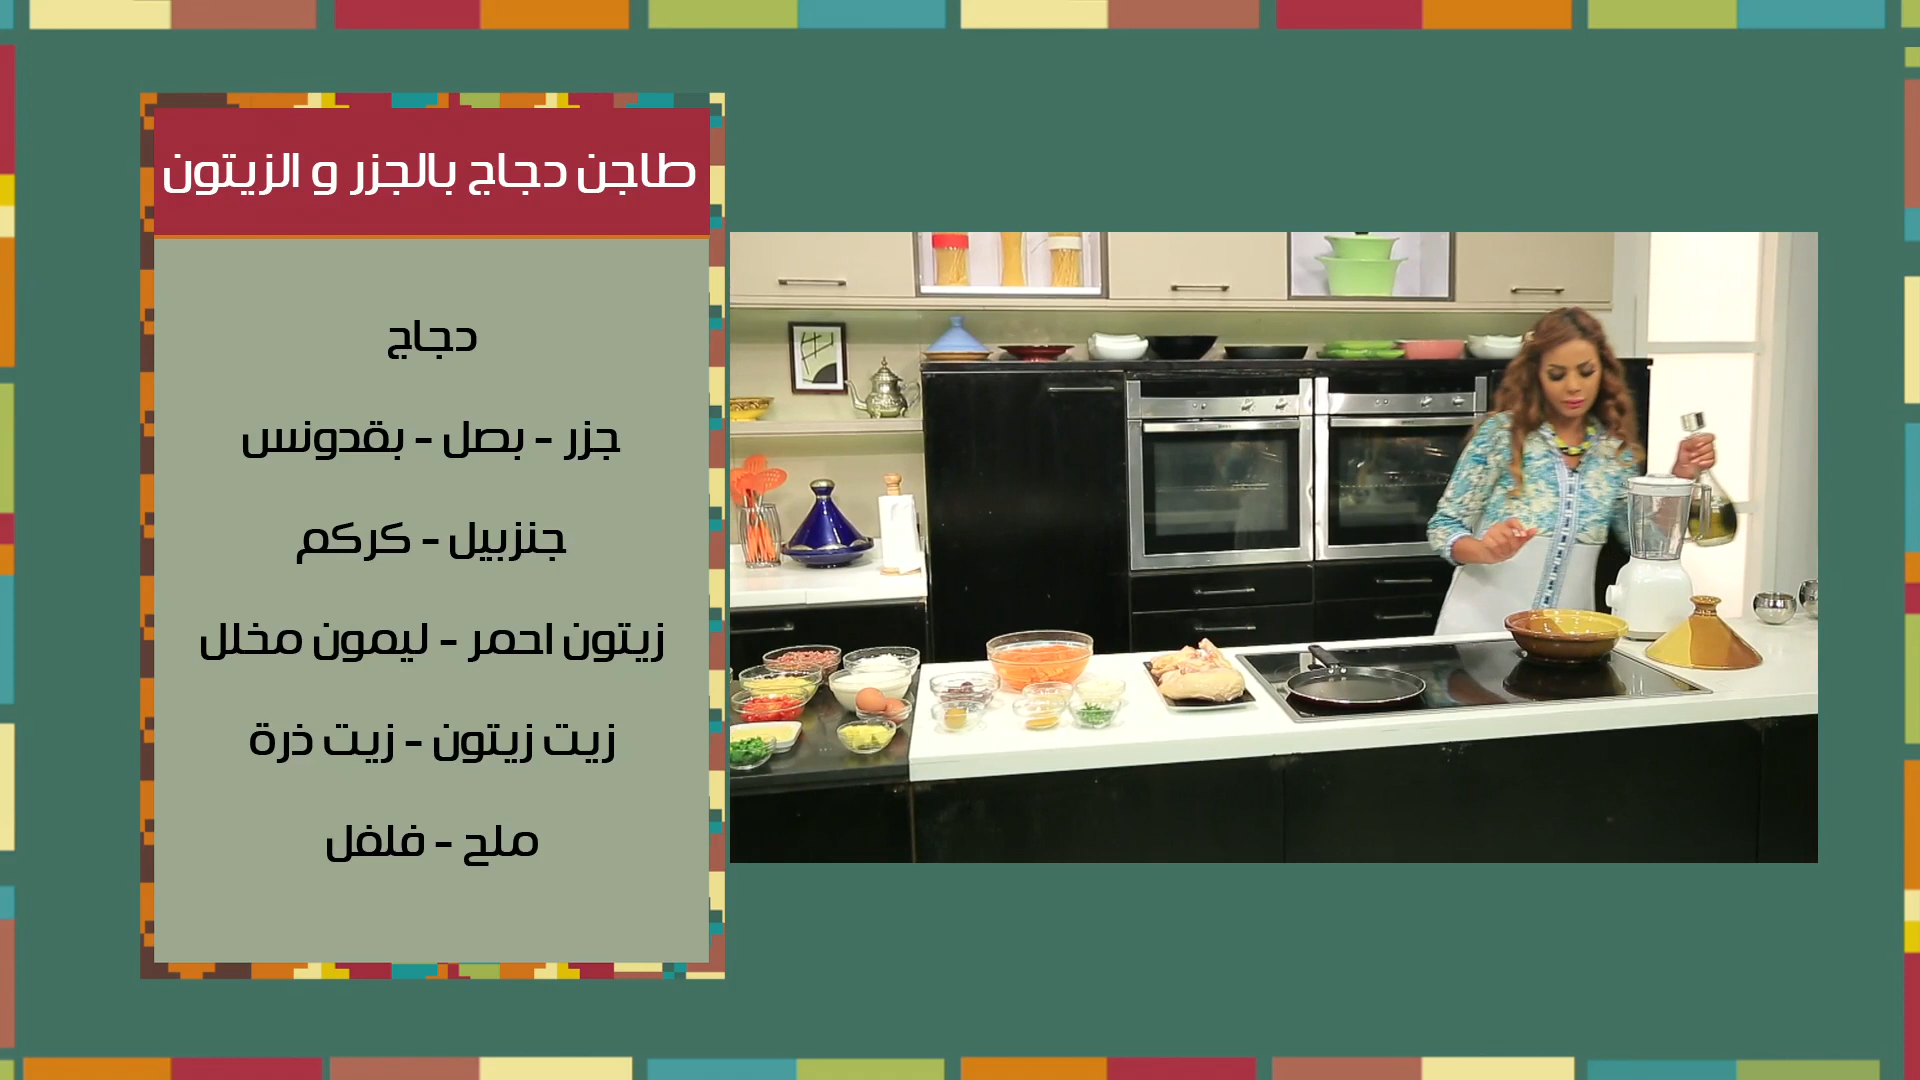 طاجن دجاج بالجزر و الزيتون
دجاج
جزر - بصل - بقدونس
جنزبيل - كركم
زيتون احمر - ليمون مخلل
زيت زيتون - زيت ذرة
ملح - فلفل